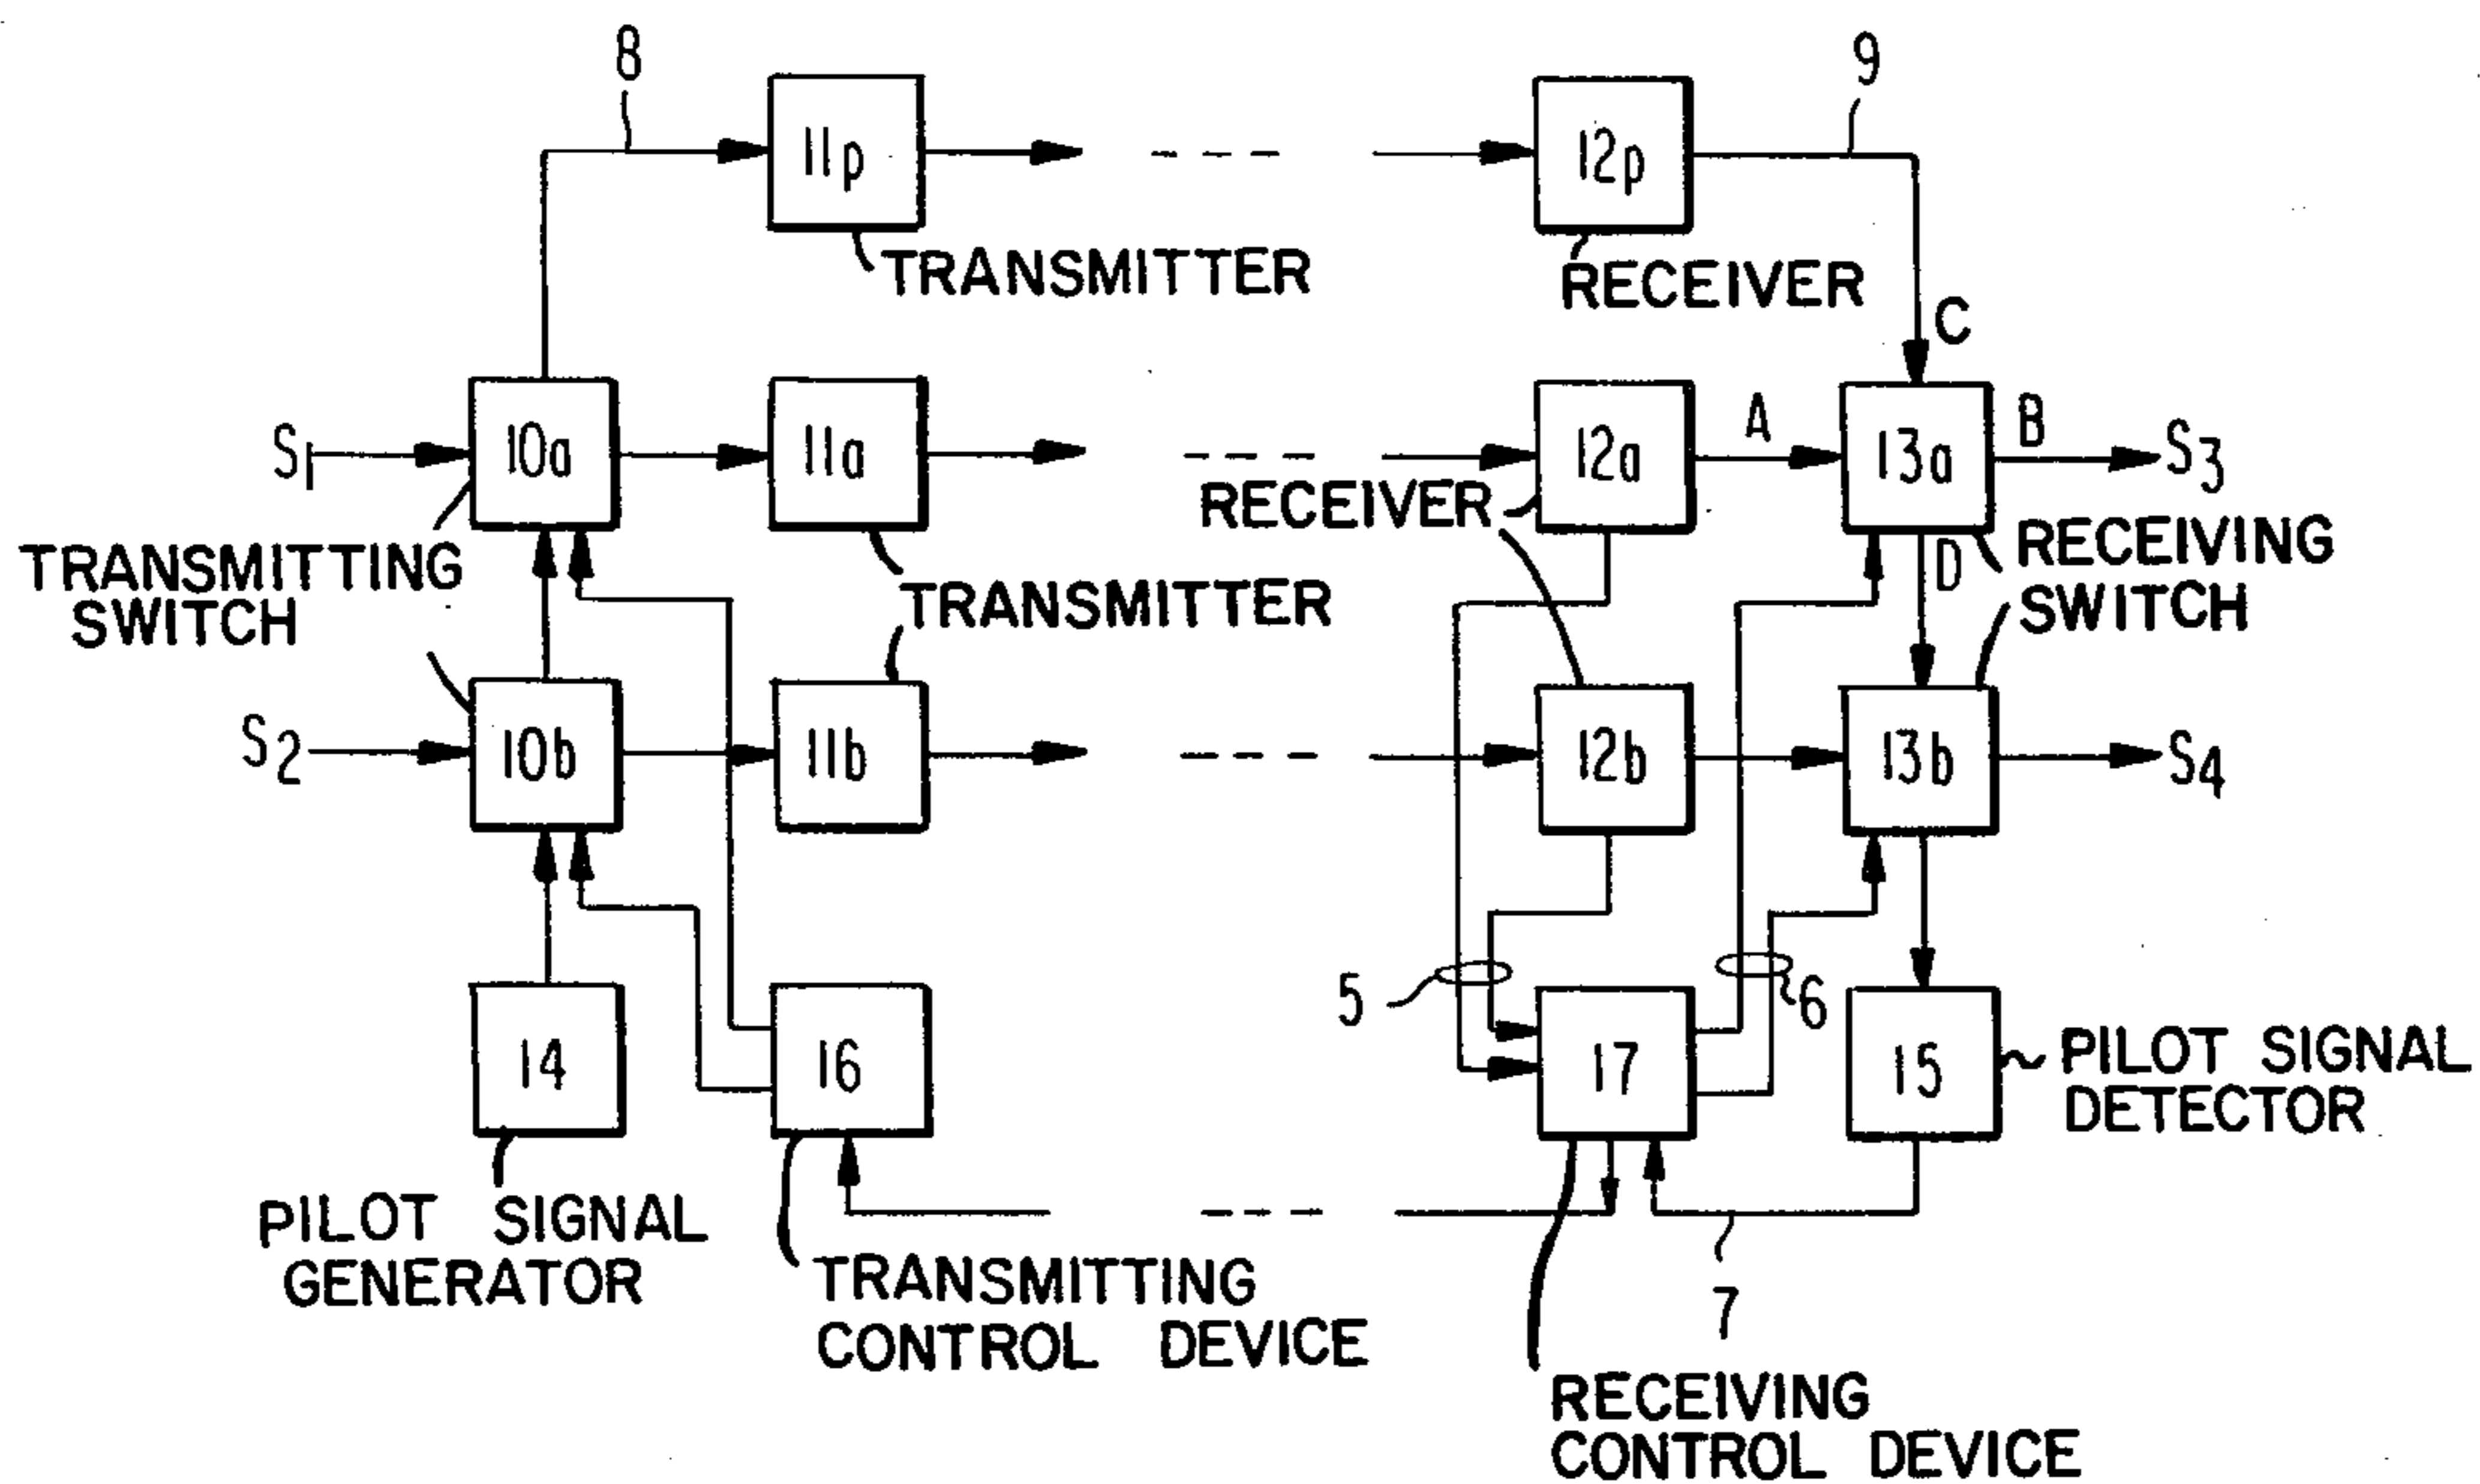 8
9
11p
12p
TRANSMITTER
RECEIVER
C
S1
10a
11a
12a
A
13a
B
S3
RECEIVER
TRANSMITTING
SWITCH
TRANSMITTER
D
RECEIVING
SWITCH
S2
10b
11b
12b
13b
S4
5
6
14
16
17
15
PILOT SIGNAL
DETECTOR
PILOT SIGNAL
GENERATOR
TRANSMITTING
CONTROL DEVICE
7
RECEIVING
CONTROL DEVICE